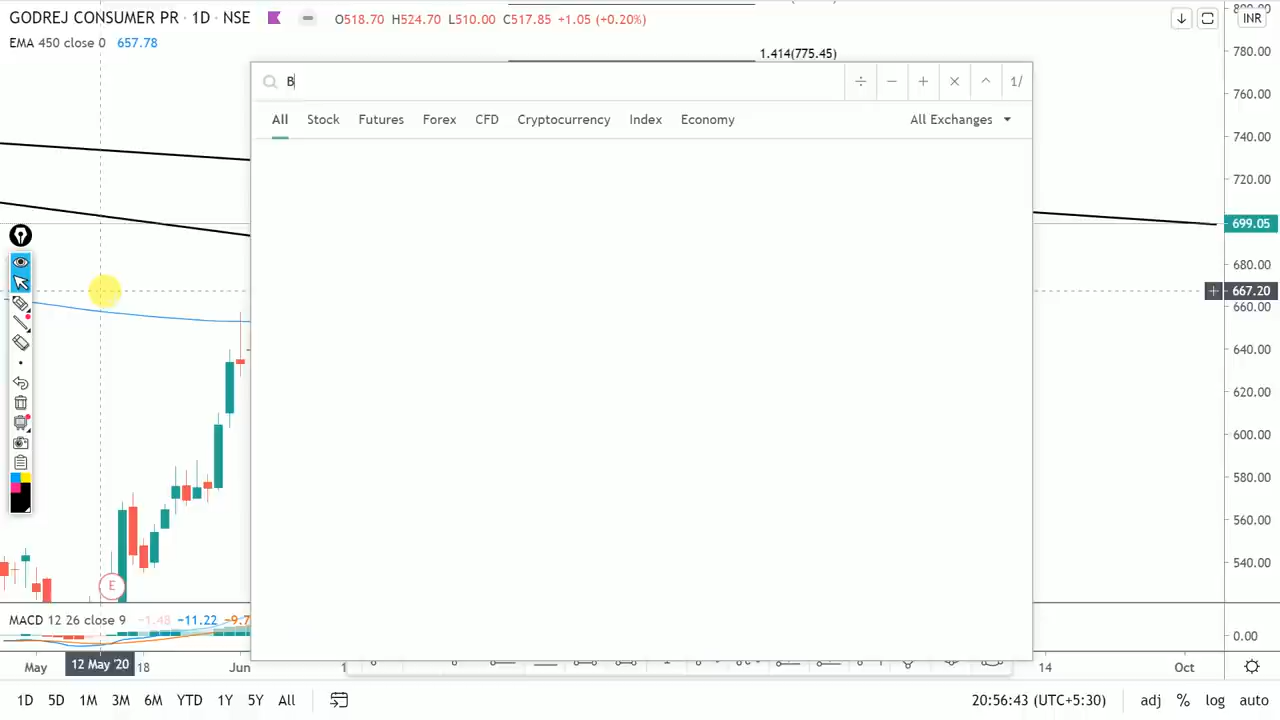 GODREJ CONSUMER PR · 1D · NSE
O518.70 H524.70 L510.00 C517.85 +1.05 (+0.20%)
INR
EMA 450 close 0 657.78
1.414(775.45)
B
÷ − + × ^ 1/
All Stock Futures Forex CFD Cryptocurrency Index Economy All Exchanges
780.00
760.00
740.00
720.00
699.05
680.00
667.20
660.00
640.00
620.00
600.00
580.00
560.00
540.00
E
MACD 12 26 close 9 −1.48 −11.22 −9.7
0.00
May 12 May '20 18 Jun 1 14 Oct
1D 5D 1M 3M 6M YTD 1Y 5Y All 20:56:43 (UTC+5:30) adj % log auto